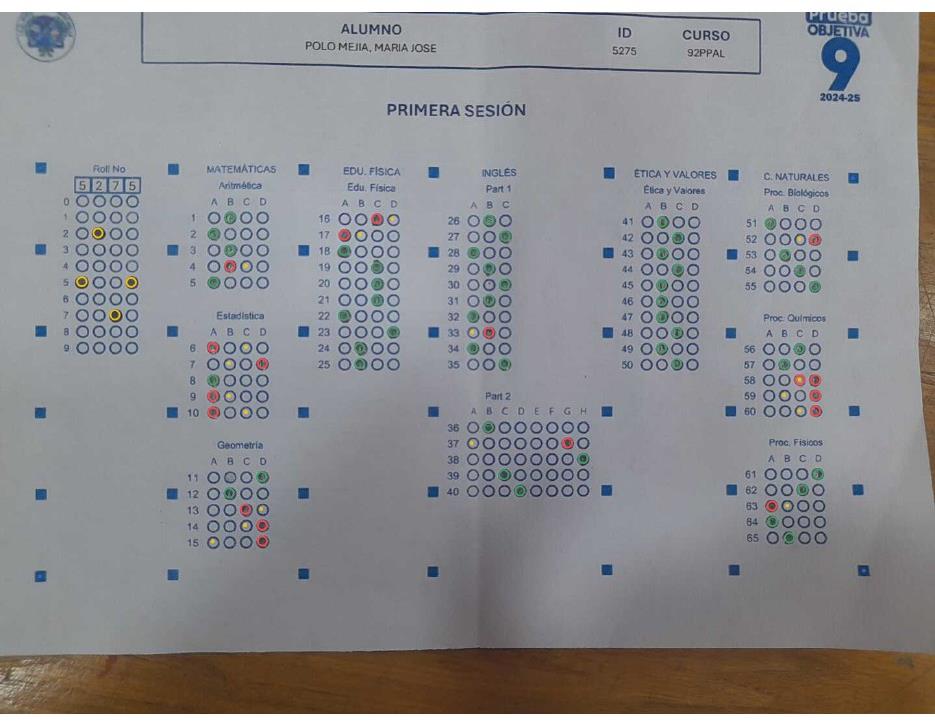 ALUMNO
POLO MEJIA, MARIA JOSE
ID
5275
CURSO
92PPAL
Prueba
OBJETIVA
9
2024-25
PRIMERA SESIÓN
Roll No
5 2 7 5
0
1
2
3
4
5
6
7
8
9
MATEMÁTICAS
Aritmética
A B C D
1
2
3
4
5
Estadística
A B C D
6
7
8
9
10
Geometría
A B C D
11
12
13
14
15
EDU. FÍSICA
Edu. Física
A B C D
16
17
18
19
20
21
22
23
24
25
INGLÉS
Part 1
A B C
26
27
28
29
30
31
32
33
34
35
Part 2
A B C D E F G H
36
37
38
39
40
ÉTICA Y VALORES
Ética y Valores
A B C D
41
42
43
44
45
46
47
48
49
50
C. NATURALES
Proc. Biológicos
A B C D
51
52
53
54
55
Proc. Químicos
A B C D
56
57
58
59
60
Proc. Físicos
A B C D
61
62
63
64
65